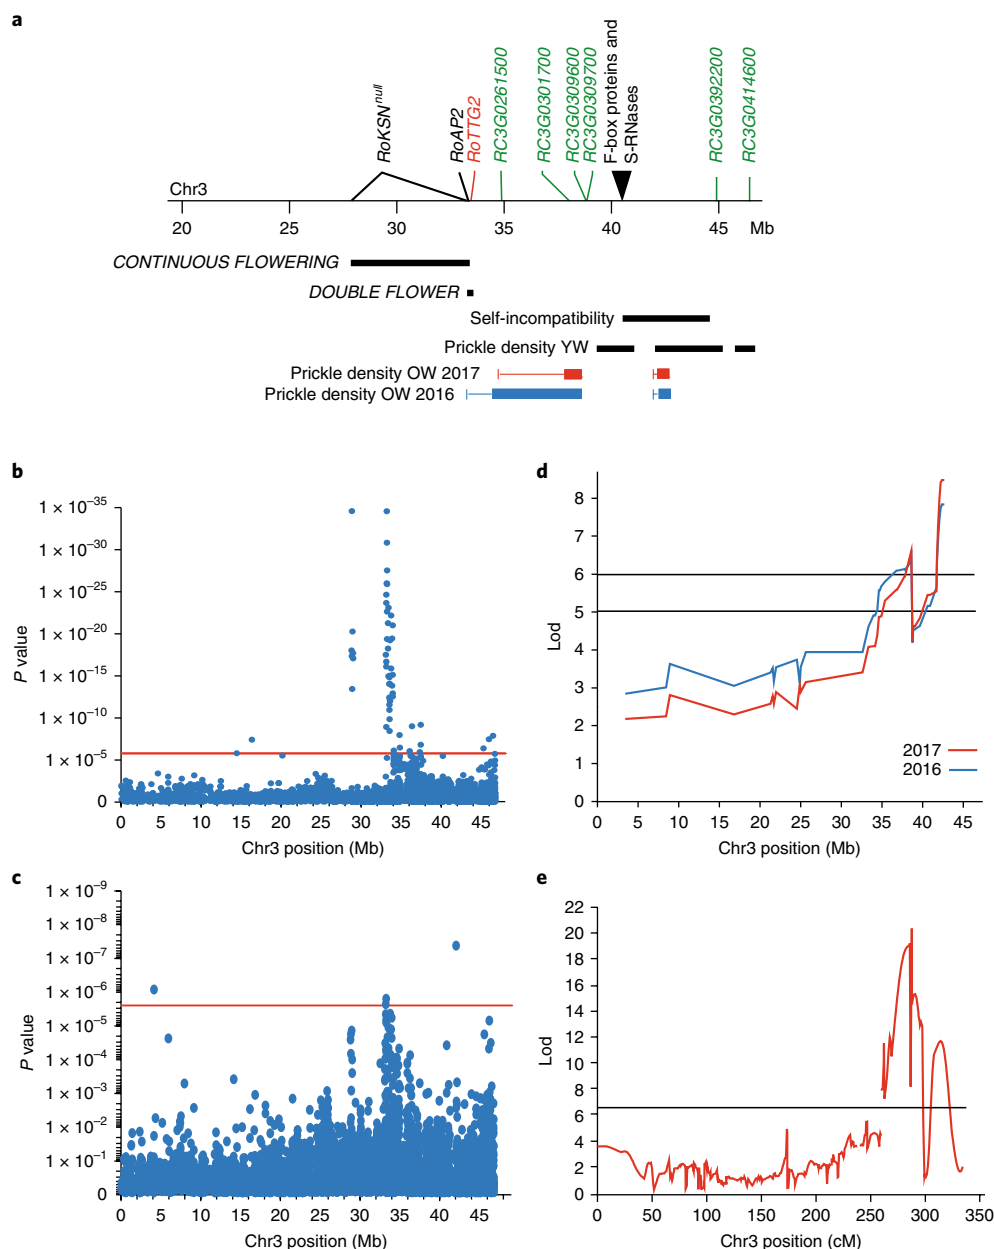 a
RoKSN^null
RoAP2
RoTTG2
RC3G0261500
RC3G0301700
RC3G0309600
RC3G0309700
F-box proteins and
S-RNases
RC3G0392200
RC3G0414600
Chr3
20 25 30 35 40 45 Mb
CONTINUOUS FLOWERING
DOUBLE FLOWER
Self-incompatibility
Prickle density YW
Prickle density OW 2017
Prickle density OW 2016
b
1 × 10^–35
1 × 10^–30
1 × 10^–25
1 × 10^–20
1 × 10^–15
1 × 10^–10
1 × 10^–5
0
P value
0 5 10 15 20 25 30 35 40 45
Chr3 position (Mb)
d
8
7
6
5
4
3
2
1
0
Lod
2017
2016
0 5 10 15 20 25 30 35 40 45
Chr3 position (Mb)
c
1 × 10^–9
1 × 10^–8
1 × 10^–7
1 × 10^–6
1 × 10^–5
1 × 10^–4
1 × 10^–3
1 × 10^–2
1 × 10^–1
0
P value
0 5 10 15 20 25 30 35 40 45
Chr3 position (Mb)
e
22
20
18
16
14
12
10
8
6
4
2
0
Lod
0 50 100 150 200 250 300 350
Chr3 position (cM)